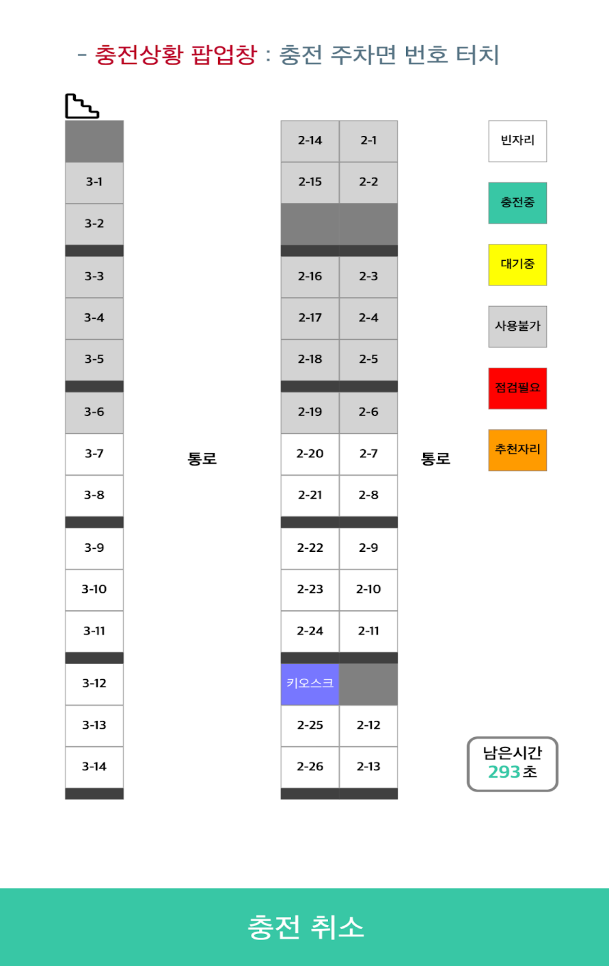 - 충전상황 팝업창 : 충전 주차면 번호 터치
2-14 2-1 빈자리
3-1 2-15 2-2 충전중
3-2
대기중
3-3 2-16 2-3
3-4 2-17 2-4 사용불가
3-5 2-18 2-5
점검필요
3-6 2-19 2-6
3-7 통로 2-20 2-7 통로 추천자리
3-8 2-21 2-8
3-9 2-22 2-9
3-10 2-23 2-10
3-11 2-24 2-11
3-12 키오스크
3-13 2-25 2-12
3-14 2-26 2-13
남은시간
293초
충전 취소